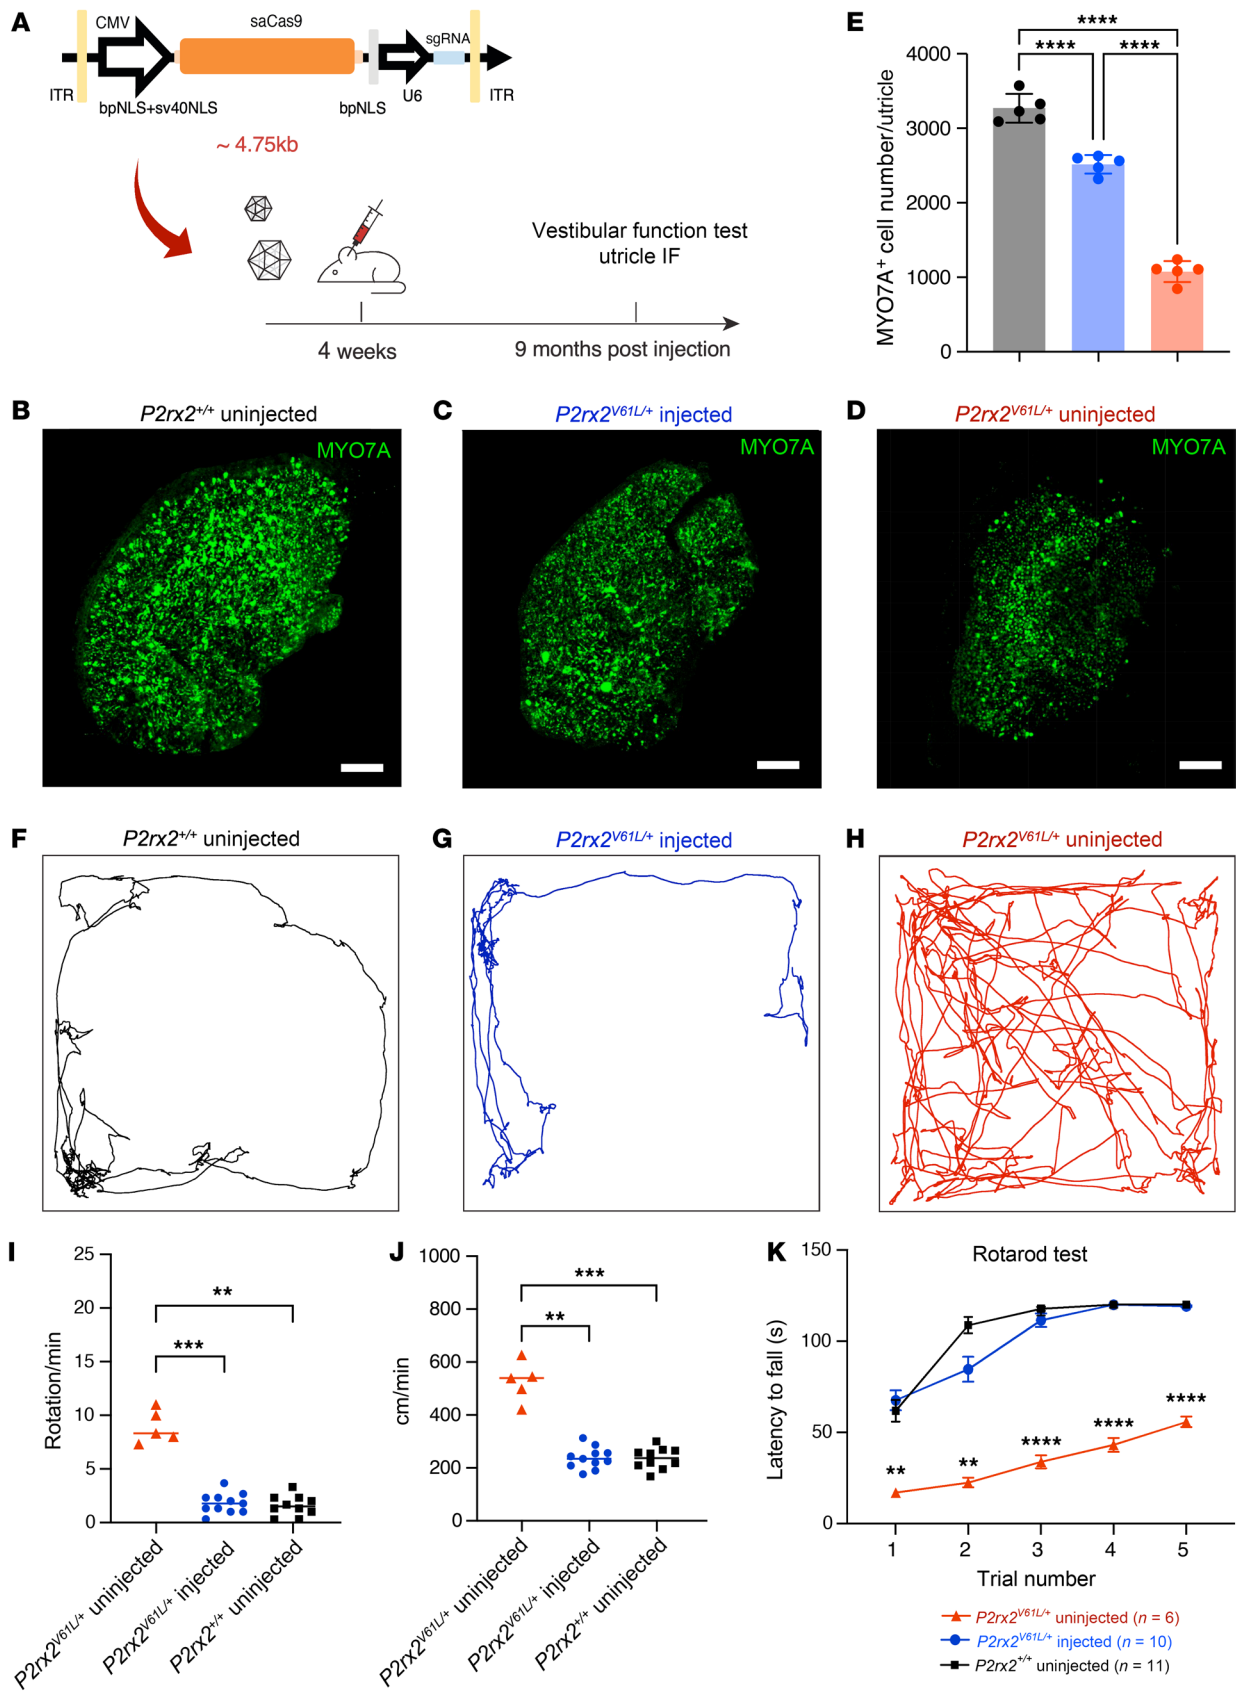 A
CMV
saCas9
sgRNA
ITR
bpNLS+sv40NLS
bpNLS
U6
ITR
~ 4.75kb
Vestibular function test
utricle IF
4 weeks
9 months post injection
E
****
**** ****
4000
3000
2000
1000
0
MYO7A+ cell number/utricle
B
P2rx2+/+ uninjected
MYO7A
C
P2rx2V61L/+ injected
MYO7A
D
P2rx2V61L/+ uninjected
MYO7A
F
P2rx2+/+ uninjected
G
P2rx2V61L/+ injected
H
P2rx2V61L/+ uninjected
I
25
20
15
10
5
0
Rotation/min
**
***
P2rx2V61L/+ uninjected
P2rx2V61L/+ injected
P2rx2+/+ uninjected
J
1000
800
600
400
200
0
cm/min
***
**
P2rx2V61L/+ uninjected
P2rx2V61L/+ injected
P2rx2+/+ uninjected
K
Rotarod test
150
100
50
0
Latency to fall (s)
**
**
****
****
****
1 2 3 4 5
Trial number
P2rx2V61L/+ uninjected (n = 6)
P2rx2V61L/+ injected (n = 10)
P2rx2+/+ uninjected (n = 11)